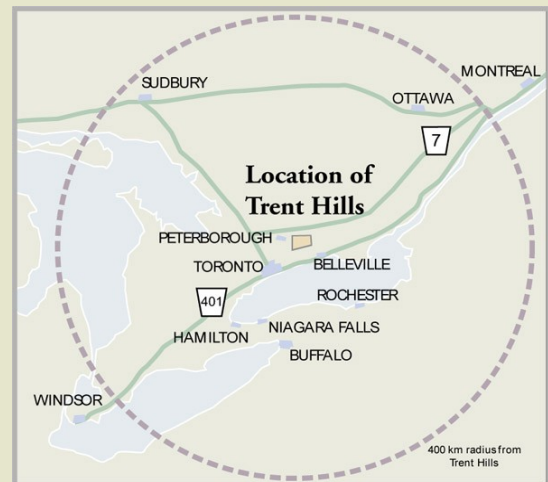 SUDBURY
MONTREAL
OTTAWA
7
Location of
Trent Hills
PETERBOROUGH
TORONTO
BELLEVILLE
401
ROCHESTER
HAMILTON
NIAGARA FALLS
BUFFALO
WINDSOR
400 km radius from
Trent Hills